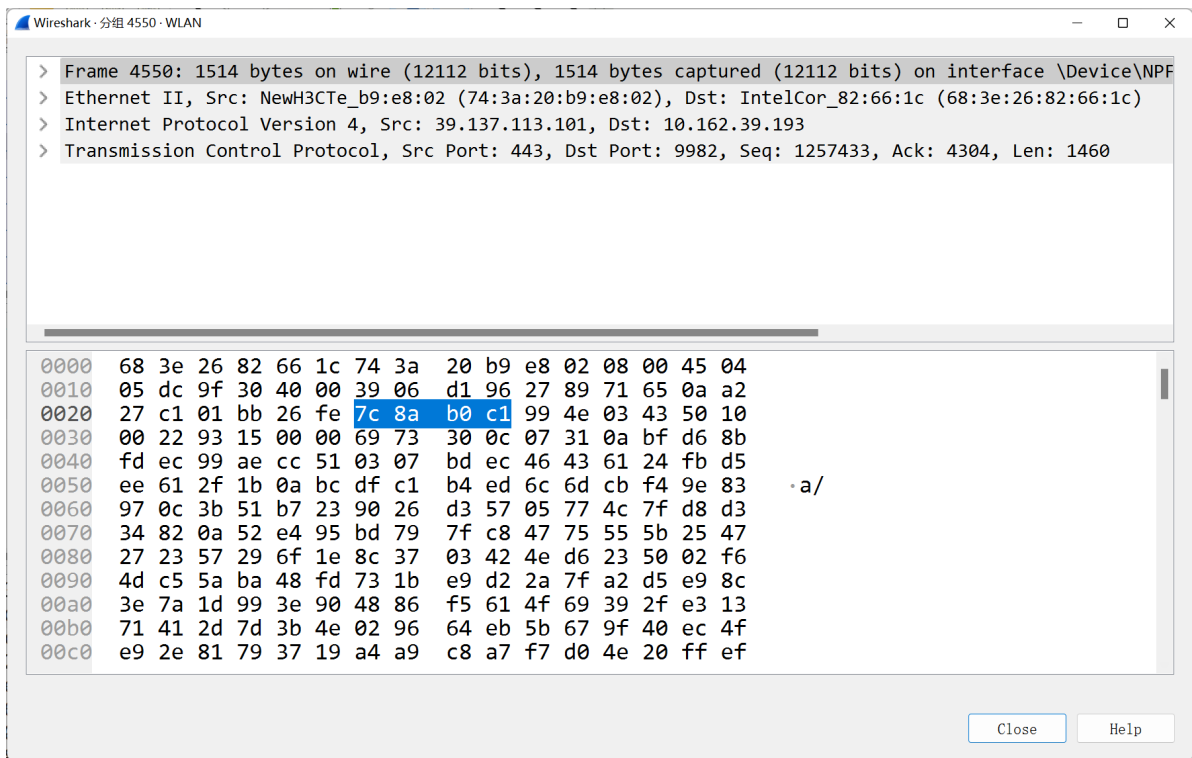 Wireshark · 分组 4550 · WLAN
Frame 4550: 1514 bytes on wire (12112 bits), 1514 bytes captured (12112 bits) on interface \Device\NPF
Ethernet II, Src: NewH3CTe_b9:e8:02 (74:3a:20:b9:e8:02), Dst: IntelCor_82:66:1c (68:3e:26:82:66:1c)
Internet Protocol Version 4, Src: 39.137.113.101, Dst: 10.162.39.193
Transmission Control Protocol, Src Port: 443, Dst Port: 9982, Seq: 1257433, Ack: 4304, Len: 1460
0000 68 3e 26 82 66 1c 74 3a 20 b9 e8 02 08 00 45 04
0010 05 dc 9f 30 40 00 39 06 d1 96 27 89 71 65 0a a2
0020 27 c1 01 bb 26 fe 7c 8a b0 c1 99 4e 03 43 50 10
0030 00 22 93 15 00 00 69 73 30 0c 07 31 0a bf d6 8b
0040 fd ec 99 ae cc 51 03 07 bd ec 46 43 61 24 fb d5
0050 ee 61 2f 1b 0a bc df c1 b4 ed 6c 6d cb f4 9e 83 ·a/
0060 97 0c 3b 51 b7 23 90 26 d3 57 05 77 4c 7f d8 d3
0070 34 82 0a 52 e4 95 bd 79 7f c8 47 75 55 5b 25 47
0080 27 23 57 29 6f 1e 8c 37 03 42 4e d6 23 50 02 f6
0090 4d c5 5a ba 48 fd 73 1b e9 d2 2a 7f a2 d5 e9 8c
00a0 3e 7a 1d 99 3e 90 48 86 f5 61 4f 69 39 2f e3 13
00b0 71 41 2d 7d 3b 4e 02 96 64 eb 5b 67 9f 40 ec 4f
00c0 e9 2e 81 79 37 19 a4 a9 c8 a7 f7 d0 4e 20 ff ef
Close Help